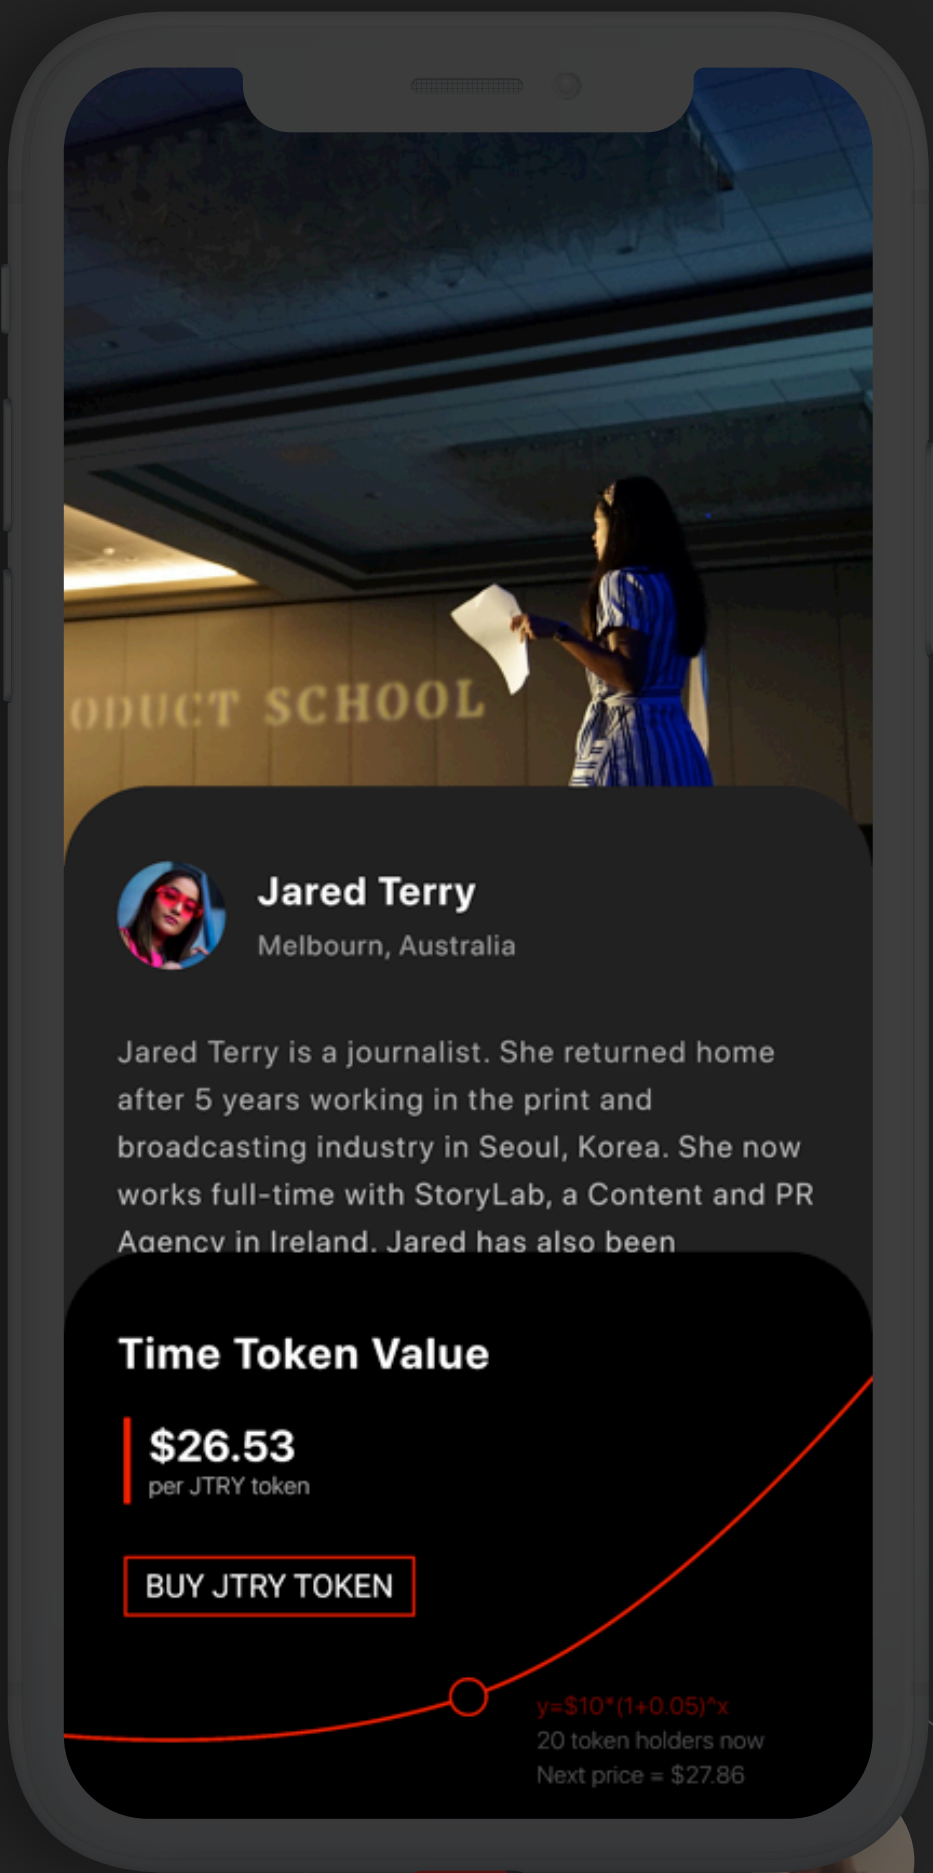 ODUCT SCHOOL
Jared Terry
Melbourn, Australia
Jared Terry is a journalist. She returned home
after 5 years working in the print and
broadcasting industry in Seoul, Korea. She now
works full-time with StoryLab, a Content and PR
Agency in Ireland. Jared has also been
Time Token Value
$26.53
per JTRY token
BUY JTRY TOKEN
y=$10*(1+0.05)^x
20 token holders now
Next price = $27.86